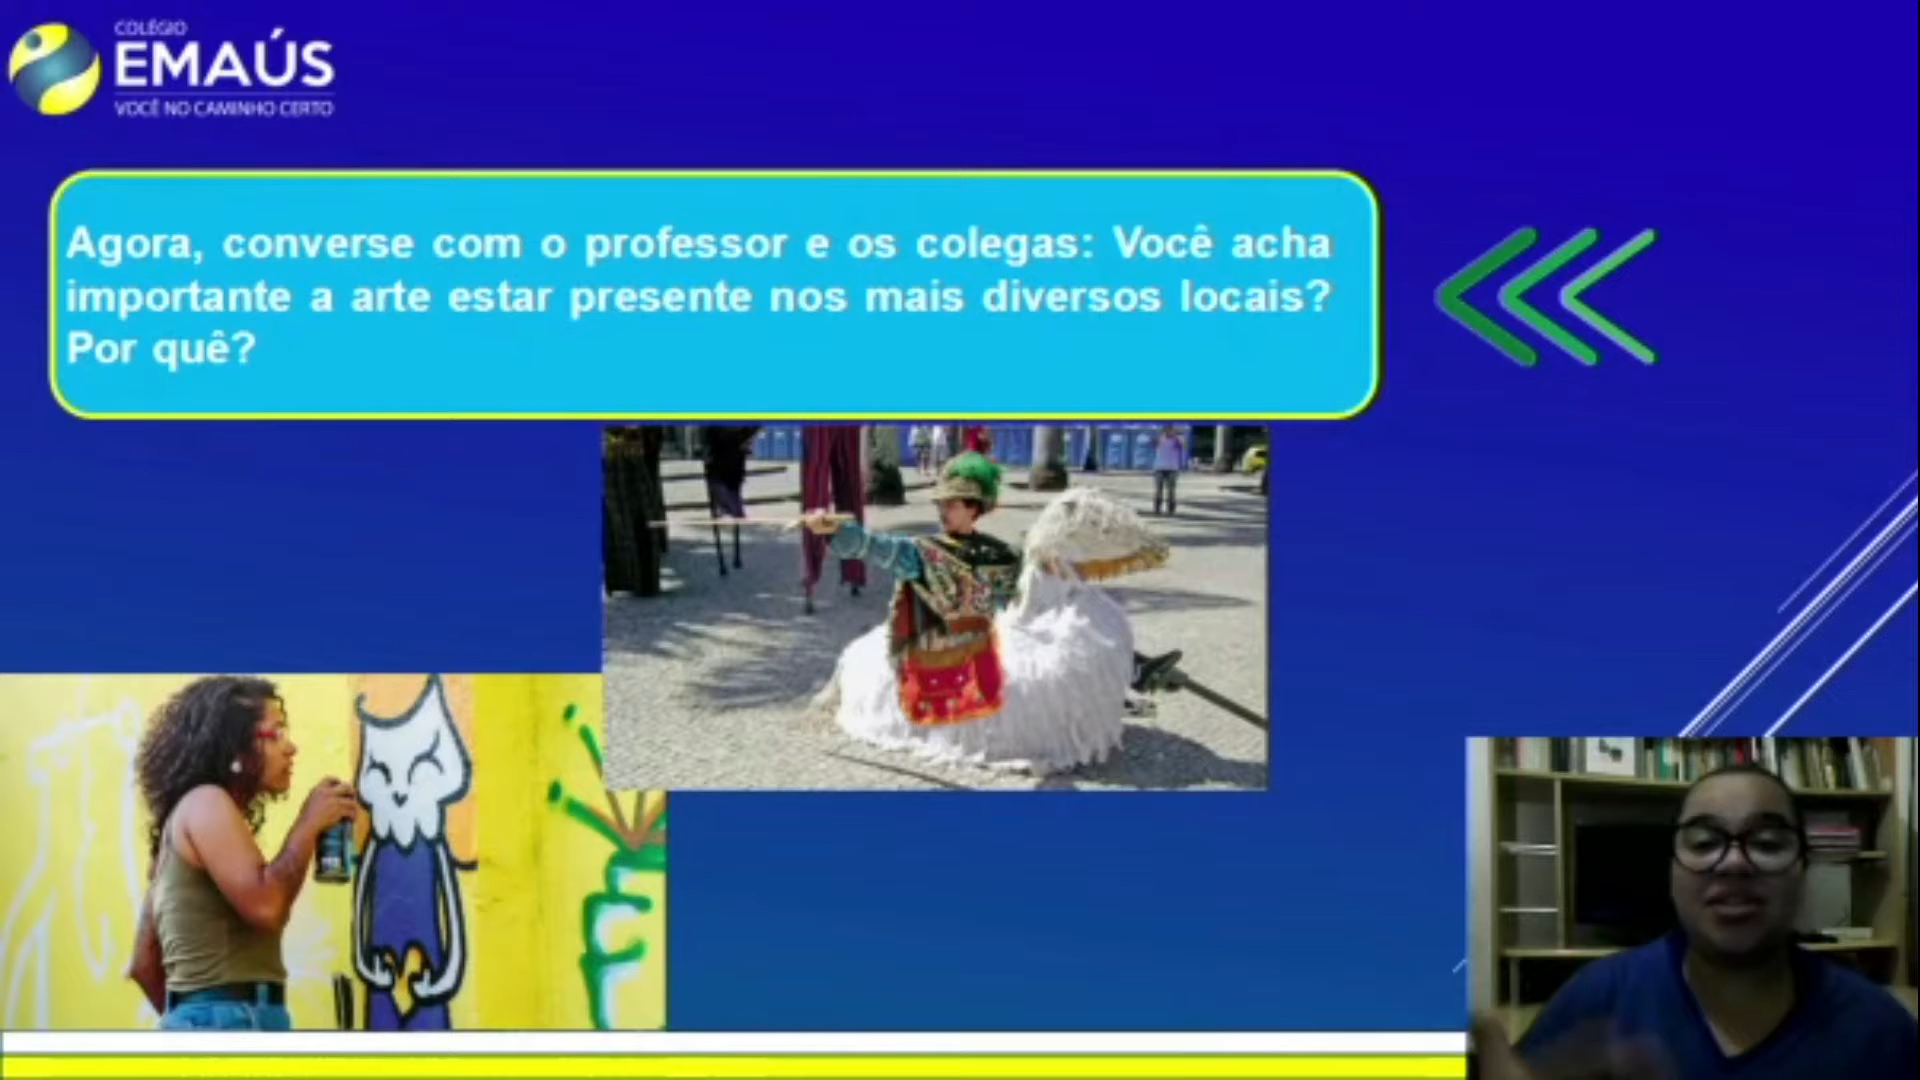 COLÉGIO
EMAÚS
VOCÊ NO CAMINHO CERTO
Agora, converse com o professor e os colegas: Você acha
importante a arte estar presente nos mais diversos locais?
Por quê?